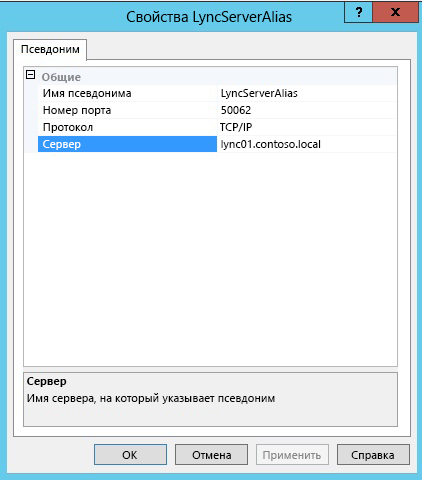 Свойства LyncServerAlias
? x
Псевдоним
Общие
Имя псевдонима LyncServerAlias
Номер порта 50062
Протокол TCP/IP
Сервер lync01.contoso.local
Сервер
Имя сервера, на который указывает псевдоним
ОК Отмена Применить Справка